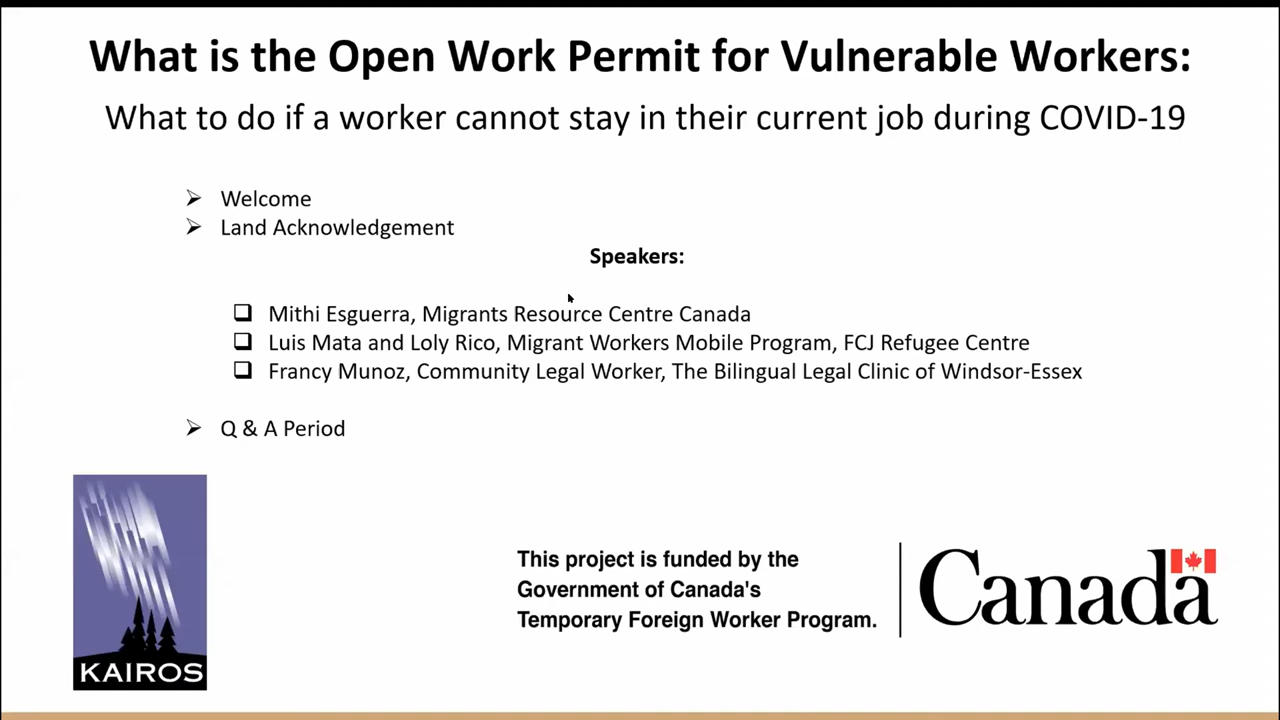 What is the Open Work Permit for Vulnerable Workers:
What to do if a worker cannot stay in their current job during COVID-19
Welcome
Land Acknowledgement
Speakers:
Mithi Esguerra, Migrants Resource Centre Canada
Luis Mata and Loly Rico, Migrant Workers Mobile Program, FCJ Refugee Centre
Francy Munoz, Community Legal Worker, The Bilingual Legal Clinic of Windsor-Essex
Q & A Period
KAIROS
This project is funded by the
Government of Canada's
Temporary Foreign Worker Program.
Canada